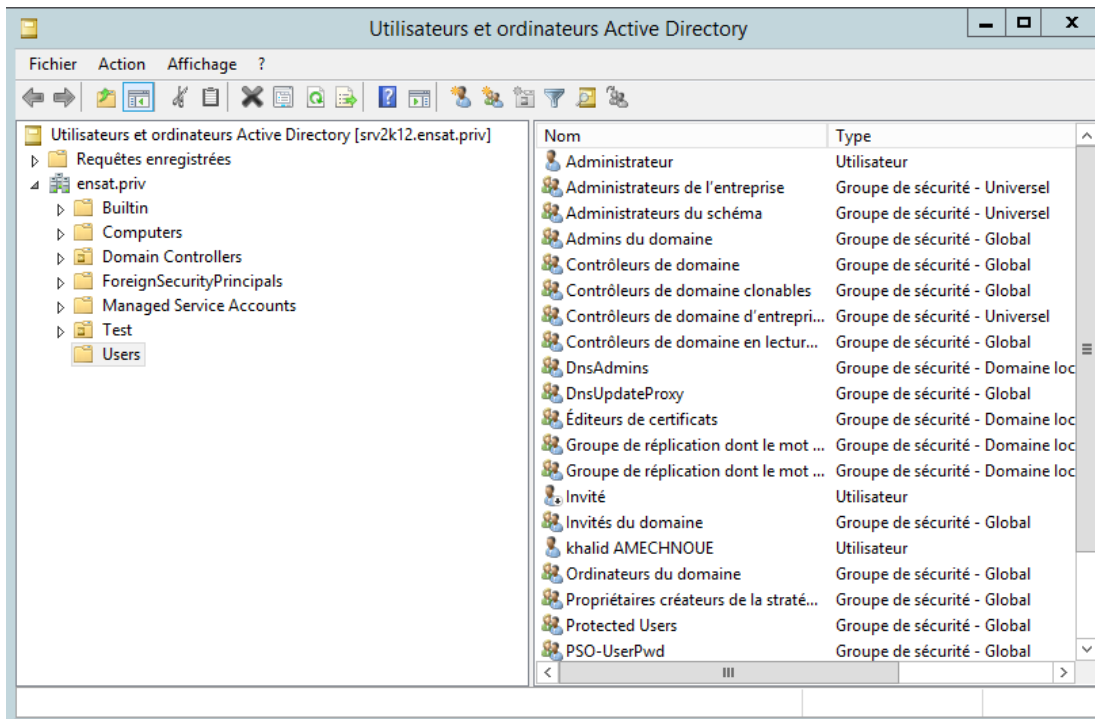 Utilisateurs et ordinateurs Active Directory
Fichier Action Affichage ?
Utilisateurs et ordinateurs Active Directory [srv2k12.ensat.priv]
Requêtes enregistrées
ensat.priv
Builtin
Computers
Domain Controllers
ForeignSecurityPrincipals
Managed Service Accounts
Test
Users
Nom Type
Administrateur Utilisateur
Administrateurs de l'entreprise Groupe de sécurité - Universel
Administrateurs du schéma Groupe de sécurité - Universel
Admins du domaine Groupe de sécurité - Global
Contrôleurs de domaine Groupe de sécurité - Global
Contrôleurs de domaine clonables Groupe de sécurité - Global
Contrôleurs de domaine d'entrepri... Groupe de sécurité - Universel
Contrôleurs de domaine en lectur... Groupe de sécurité - Global
DnsAdmins Groupe de sécurité - Domaine loc
DnsUpdateProxy Groupe de sécurité - Global
Éditeurs de certificats Groupe de sécurité - Domaine loc
Groupe de réplication dont le mot ... Groupe de sécurité - Domaine loc
Groupe de réplication dont le mot ... Groupe de sécurité - Domaine loc
Invité Utilisateur
Invités du domaine Groupe de sécurité - Global
khalid AMECHNOUE Utilisateur
Ordinateurs du domaine Groupe de sécurité - Global
Propriétaires créateurs de la straté... Groupe de sécurité - Global
Protected Users Groupe de sécurité - Global
PSO-UserPwd Groupe de sécurité - Global